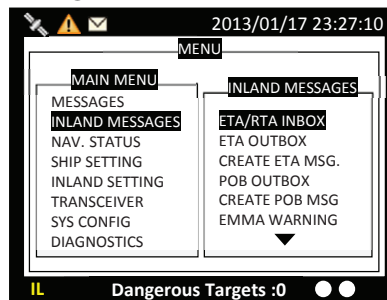 2013/01/17 23:27:10
MENU
MAIN MENU
MESSAGES
INLAND MESSAGES
NAV. STATUS
SHIP SETTING
INLAND SETTING
TRANSCEIVER
SYS CONFIG
DIAGNOSTICS
INLAND MESSAGES
ETA/RTA INBOX
ETA OUTBOX
CREATE ETA MSG.
POB OUTBOX
CREATE POB MSG
EMMA WARNING
IL Dangerous Targets :0